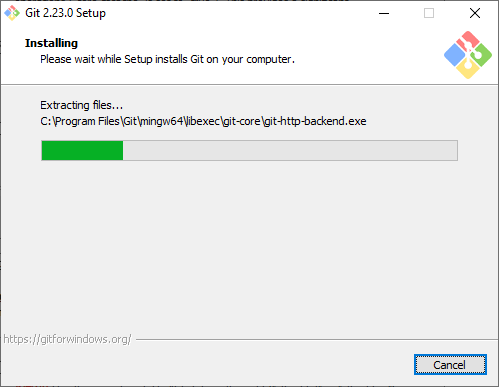 Git 2.23.0 Setup
Installing
Please wait while Setup installs Git on your computer.
Extracting files...
C:\Program Files\Git\mingw64\libexec\git-core\git-http-backend.exe
https://gitforwindows.org/
Cancel